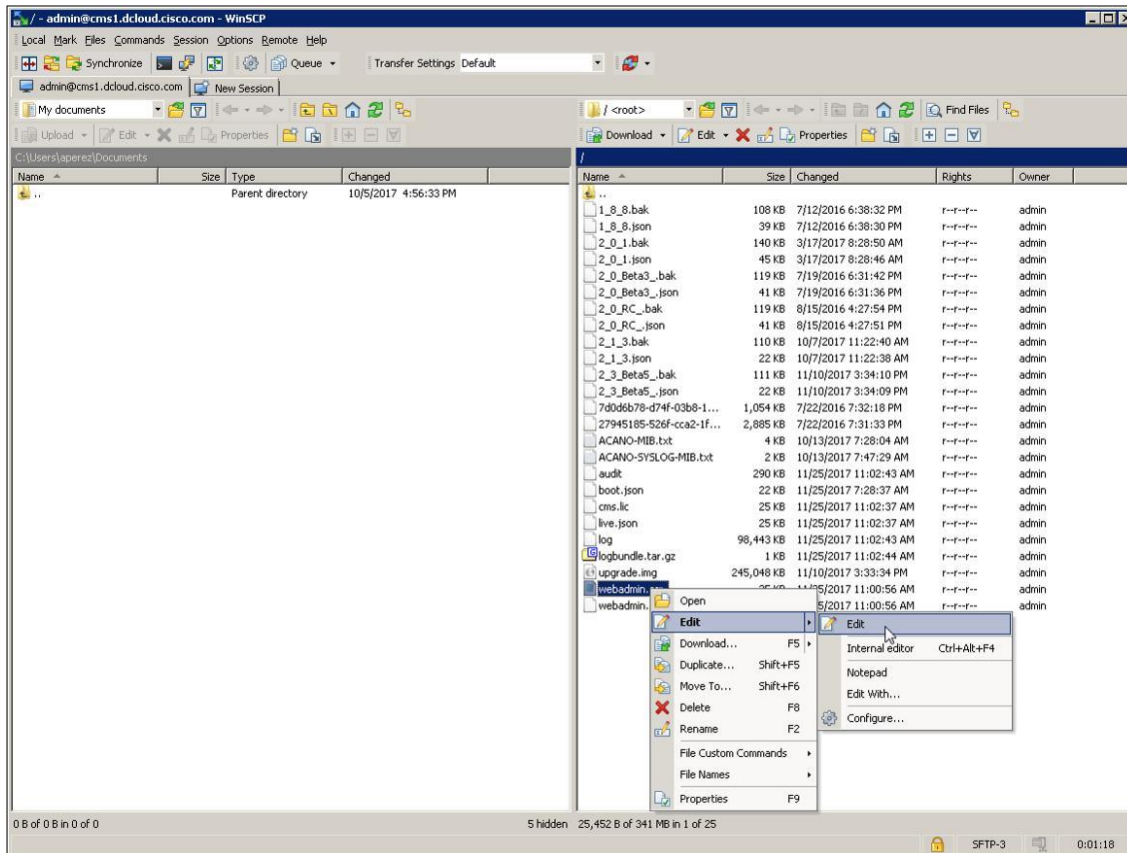 / - admin@cms1.dcloud.cisco.com - WinSCP
Local Mark Files Commands Session Options Remote Help
Synchronize Queue Transfer Settings Default
admin@cms1.dcloud.cisco.com New Session
My documents / <root> Find Files
Upload Edit Properties Download Edit Properties
C:\Users\aperez\Documents /
Name Size Type Changed Name Size Changed Rights Owner
.. Parent directory 10/5/2017 4:56:33 PM ..
1_8_8.bak 108 KB 7/12/2016 6:38:32 PM r--r--r-- admin
1_8_8.json 39 KB 7/12/2016 6:38:30 PM r--r--r-- admin
2_0_1.bak 140 KB 3/17/2017 8:28:50 AM r--r--r-- admin
2_0_1.json 45 KB 3/17/2017 8:28:46 AM r--r--r-- admin
2_0_Beta3_.bak 119 KB 7/19/2016 6:31:42 PM r--r--r-- admin
2_0_Beta3_.json 41 KB 7/19/2016 6:31:36 PM r--r--r-- admin
2_0_RC_.bak 119 KB 8/15/2016 4:27:54 PM r--r--r-- admin
2_0_RC_.json 41 KB 8/15/2016 4:27:51 PM r--r--r-- admin
2_1_3.bak 110 KB 10/7/2017 11:22:40 AM r--r--r-- admin
2_1_3.json 22 KB 10/7/2017 11:22:38 AM r--r--r-- admin
2_3_Beta5_.bak 111 KB 11/10/2017 3:34:10 PM r--r--r-- admin
2_3_Beta5_.json 22 KB 11/10/2017 3:34:09 PM r--r--r-- admin
7d0d6b78-d74f-03b8-1... 1,054 KB 7/22/2016 7:32:18 PM r--r--r-- admin
27945185-526f-cca2-1f... 2,885 KB 7/22/2016 7:31:33 PM r--r--r-- admin
ACANO-MIB.txt 4 KB 10/13/2017 7:28:04 AM r--r--r-- admin
ACANO-SYSLOG-MIB.txt 2 KB 10/13/2017 7:47:29 AM r--r--r-- admin
audit 290 KB 11/25/2017 11:02:43 AM r--r--r-- admin
boot.json 22 KB 11/25/2017 7:28:37 AM r--r--r-- admin
cms.lic 25 KB 11/25/2017 11:02:37 AM r--r--r-- admin
live.json 25 KB 11/25/2017 11:02:37 AM r--r--r-- admin
log 98,443 KB 11/25/2017 11:02:43 AM r--r--r-- admin
logbundle.tar.gz 1 KB 11/25/2017 11:02:44 AM r--r--r-- admin
upgrade.img 245,048 KB 11/10/2017 3:33:34 PM r--r--r-- admin
11:00:56 AM r--r--r-- admin
webadmin. 5/2017 11:00:56 AM r--r--r-- admin
Open
Edit Edit
Download... F5 Internal editor Ctrl+Alt+F4
Duplicate... Shift+F5 Notepad
Move To... Shift+F6 Edit With...
Delete F8 Configure...
Rename F2
File Custom Commands
File Names
Properties F9
0 B of 0 B in 0 of 0 5 hidden 25,452 B of 341 MB in 1 of 25
SFTP-3 0:01:18